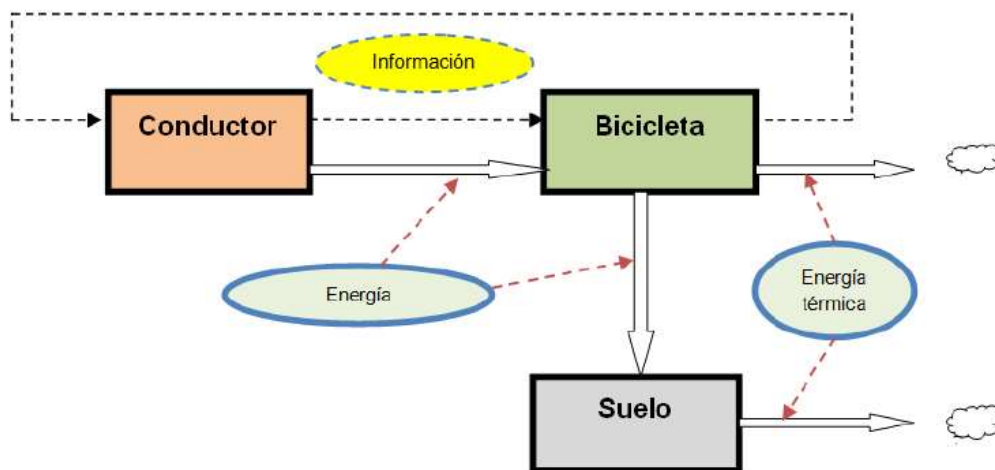 Información
Conductor
Bicicleta
Energía
Energía
térmica
Suelo